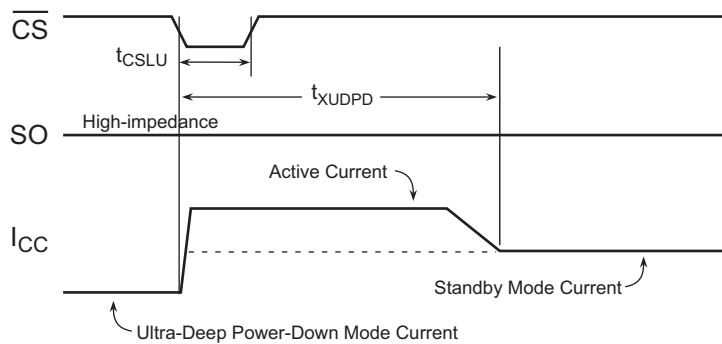 CS
tCSLU
tXUDPD
High-impedance
SO
Active Current
ICC
Standby Mode Current
Ultra-Deep Power-Down Mode Current